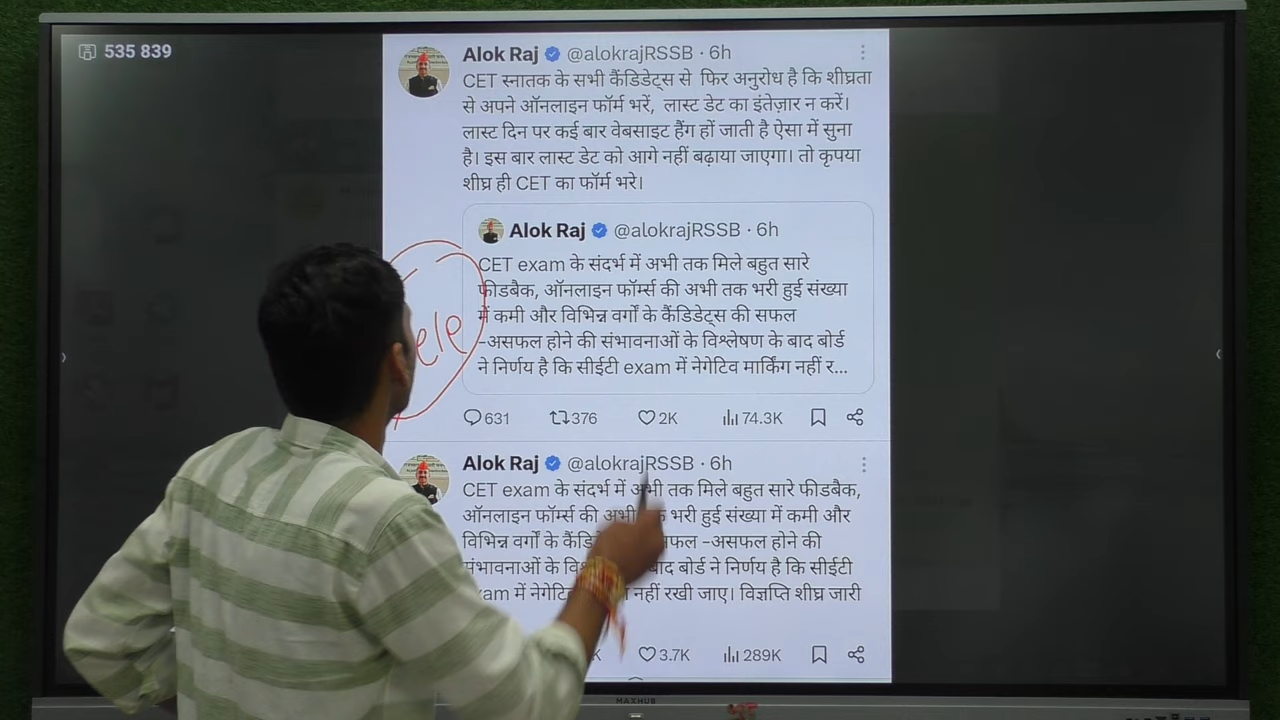 535 839
Alok Raj @alokrajRSSB · 6h
CET स्नातक के सभी कैंडिडेट्स से फिर अनुरोध है कि शीघ्रता
से अपने ऑनलाइन फॉर्म भरें, लास्ट डेट का इंतेज़ार न करें।
लास्ट दिन पर कई बार वेबसाइट हैंग हों जाती है ऐसा में सुना
है। इस बार लास्ट डेट को आगे नहीं बढ़ाया जाएगा। तो कृपया
शीघ्र ही CET का फॉर्म भरे।
Alok Raj @alokrajRSSB · 6h
CET exam के संदर्भ में अभी तक मिले बहुत सारे
फीडबैक, ऑनलाइन फॉर्म्स की अभी तक भरी हुई संख्या
में कमी और विभिन्न वर्गों के कैंडिडेट्स की सफल
-असफल होने की संभावनाओं के विश्लेषण के बाद बोर्ड
ने निर्णय है कि सीईटी exam में नेगेटिव मार्किंग नहीं र...
631 376 2K 74.3K
Alok Raj @alokrajRSSB · 6h
CET exam के संदर्भ में अभी तक मिले बहुत सारे फीडबैक,
ऑनलाइन फॉर्म्स की भरी हुई संख्या में कमी और
विभिन्न वर्गों के -असफल होने की
संभावनाओं के बाद बोर्ड ने निर्णय है कि सीईटी
में नहीं रखी जाए। विज्ञप्ति शीघ्र जारी
3.7K 289K
MAXHUB